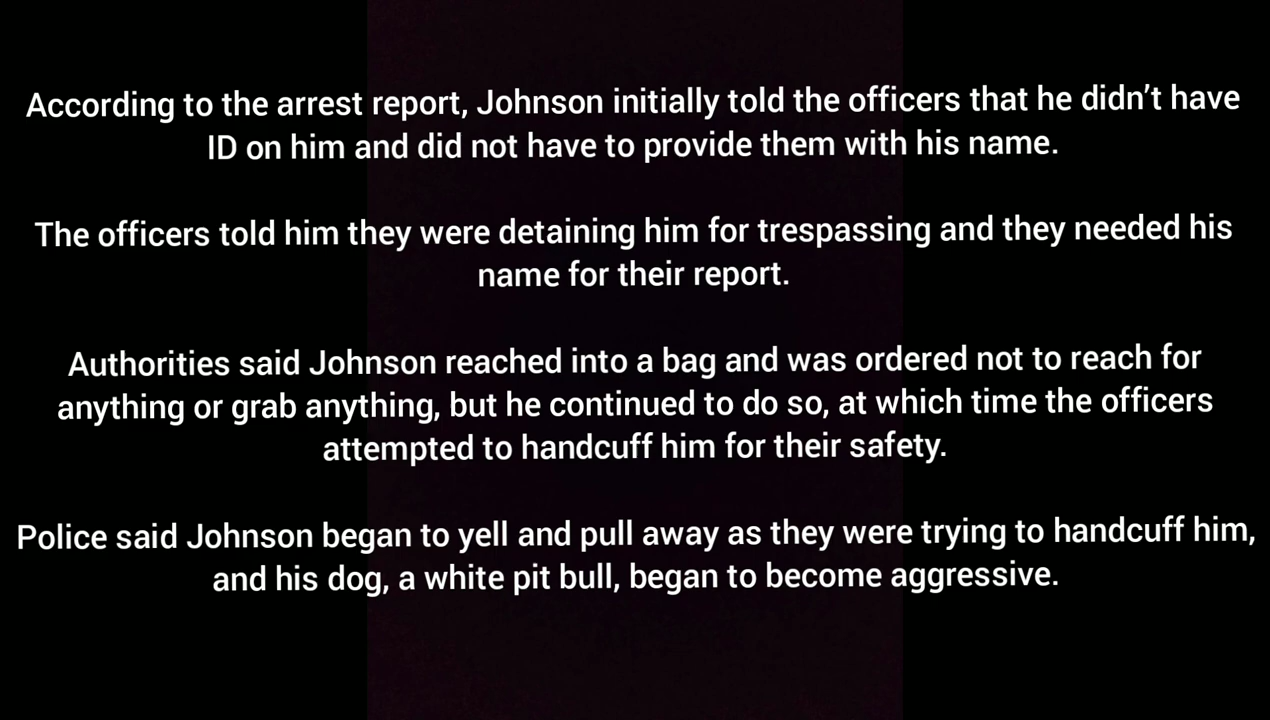 According to the arrest report, Johnson initially told the officers that he didn’t have
ID on him and did not have to provide them with his name.
The officers told him they were detaining him for trespassing and they needed his
name for their report.
Authorities said Johnson reached into a bag and was ordered not to reach for
anything or grab anything, but he continued to do so, at which time the officers
attempted to handcuff him for their safety.
Police said Johnson began to yell and pull away as they were trying to handcuff him,
and his dog, a white pit bull, began to become aggressive.